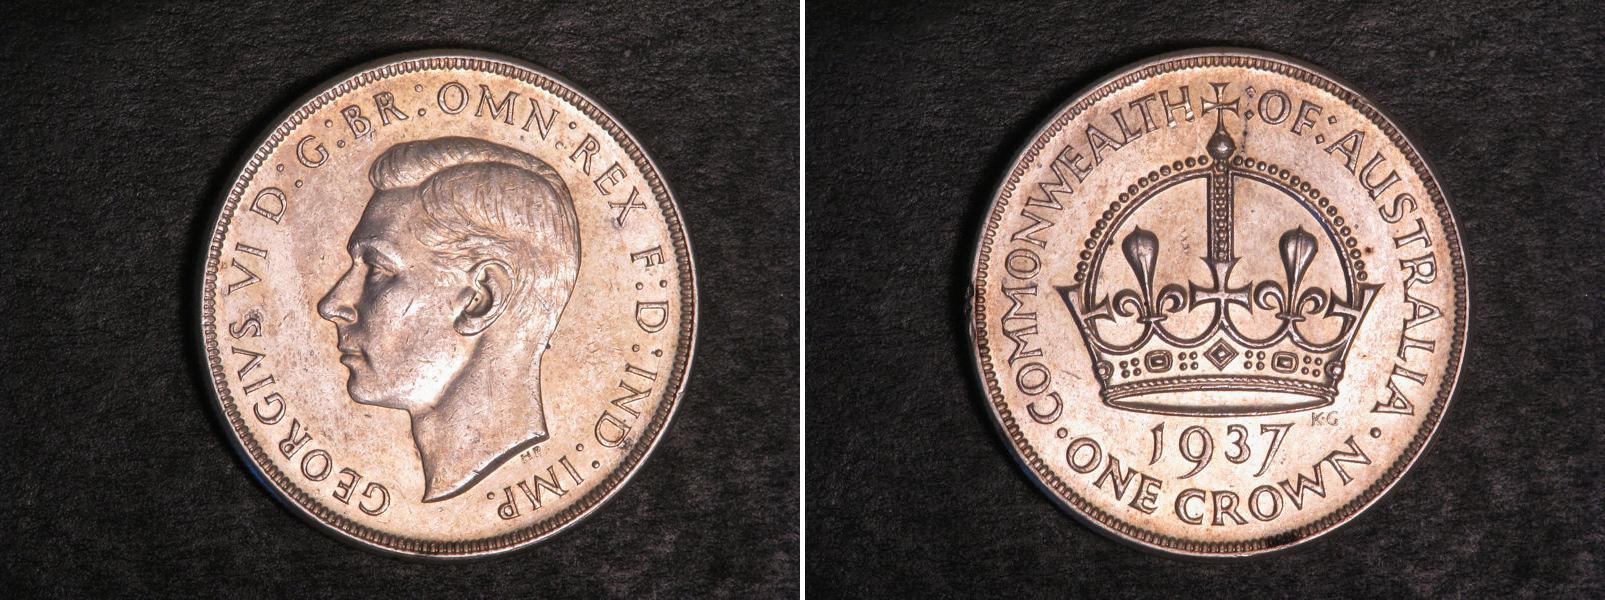 GEORGIVS VI D:G:BR:OMN:REX F:D:IND:IMP.
HP
COMMONWEALTH OF AUSTRALIA
KG
1937
ONE CROWN